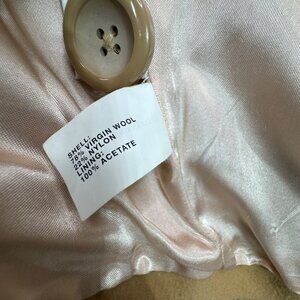 SHELL:
78% VIRGIN WOOL
22% NYLON
LINING:
100% ACETATE